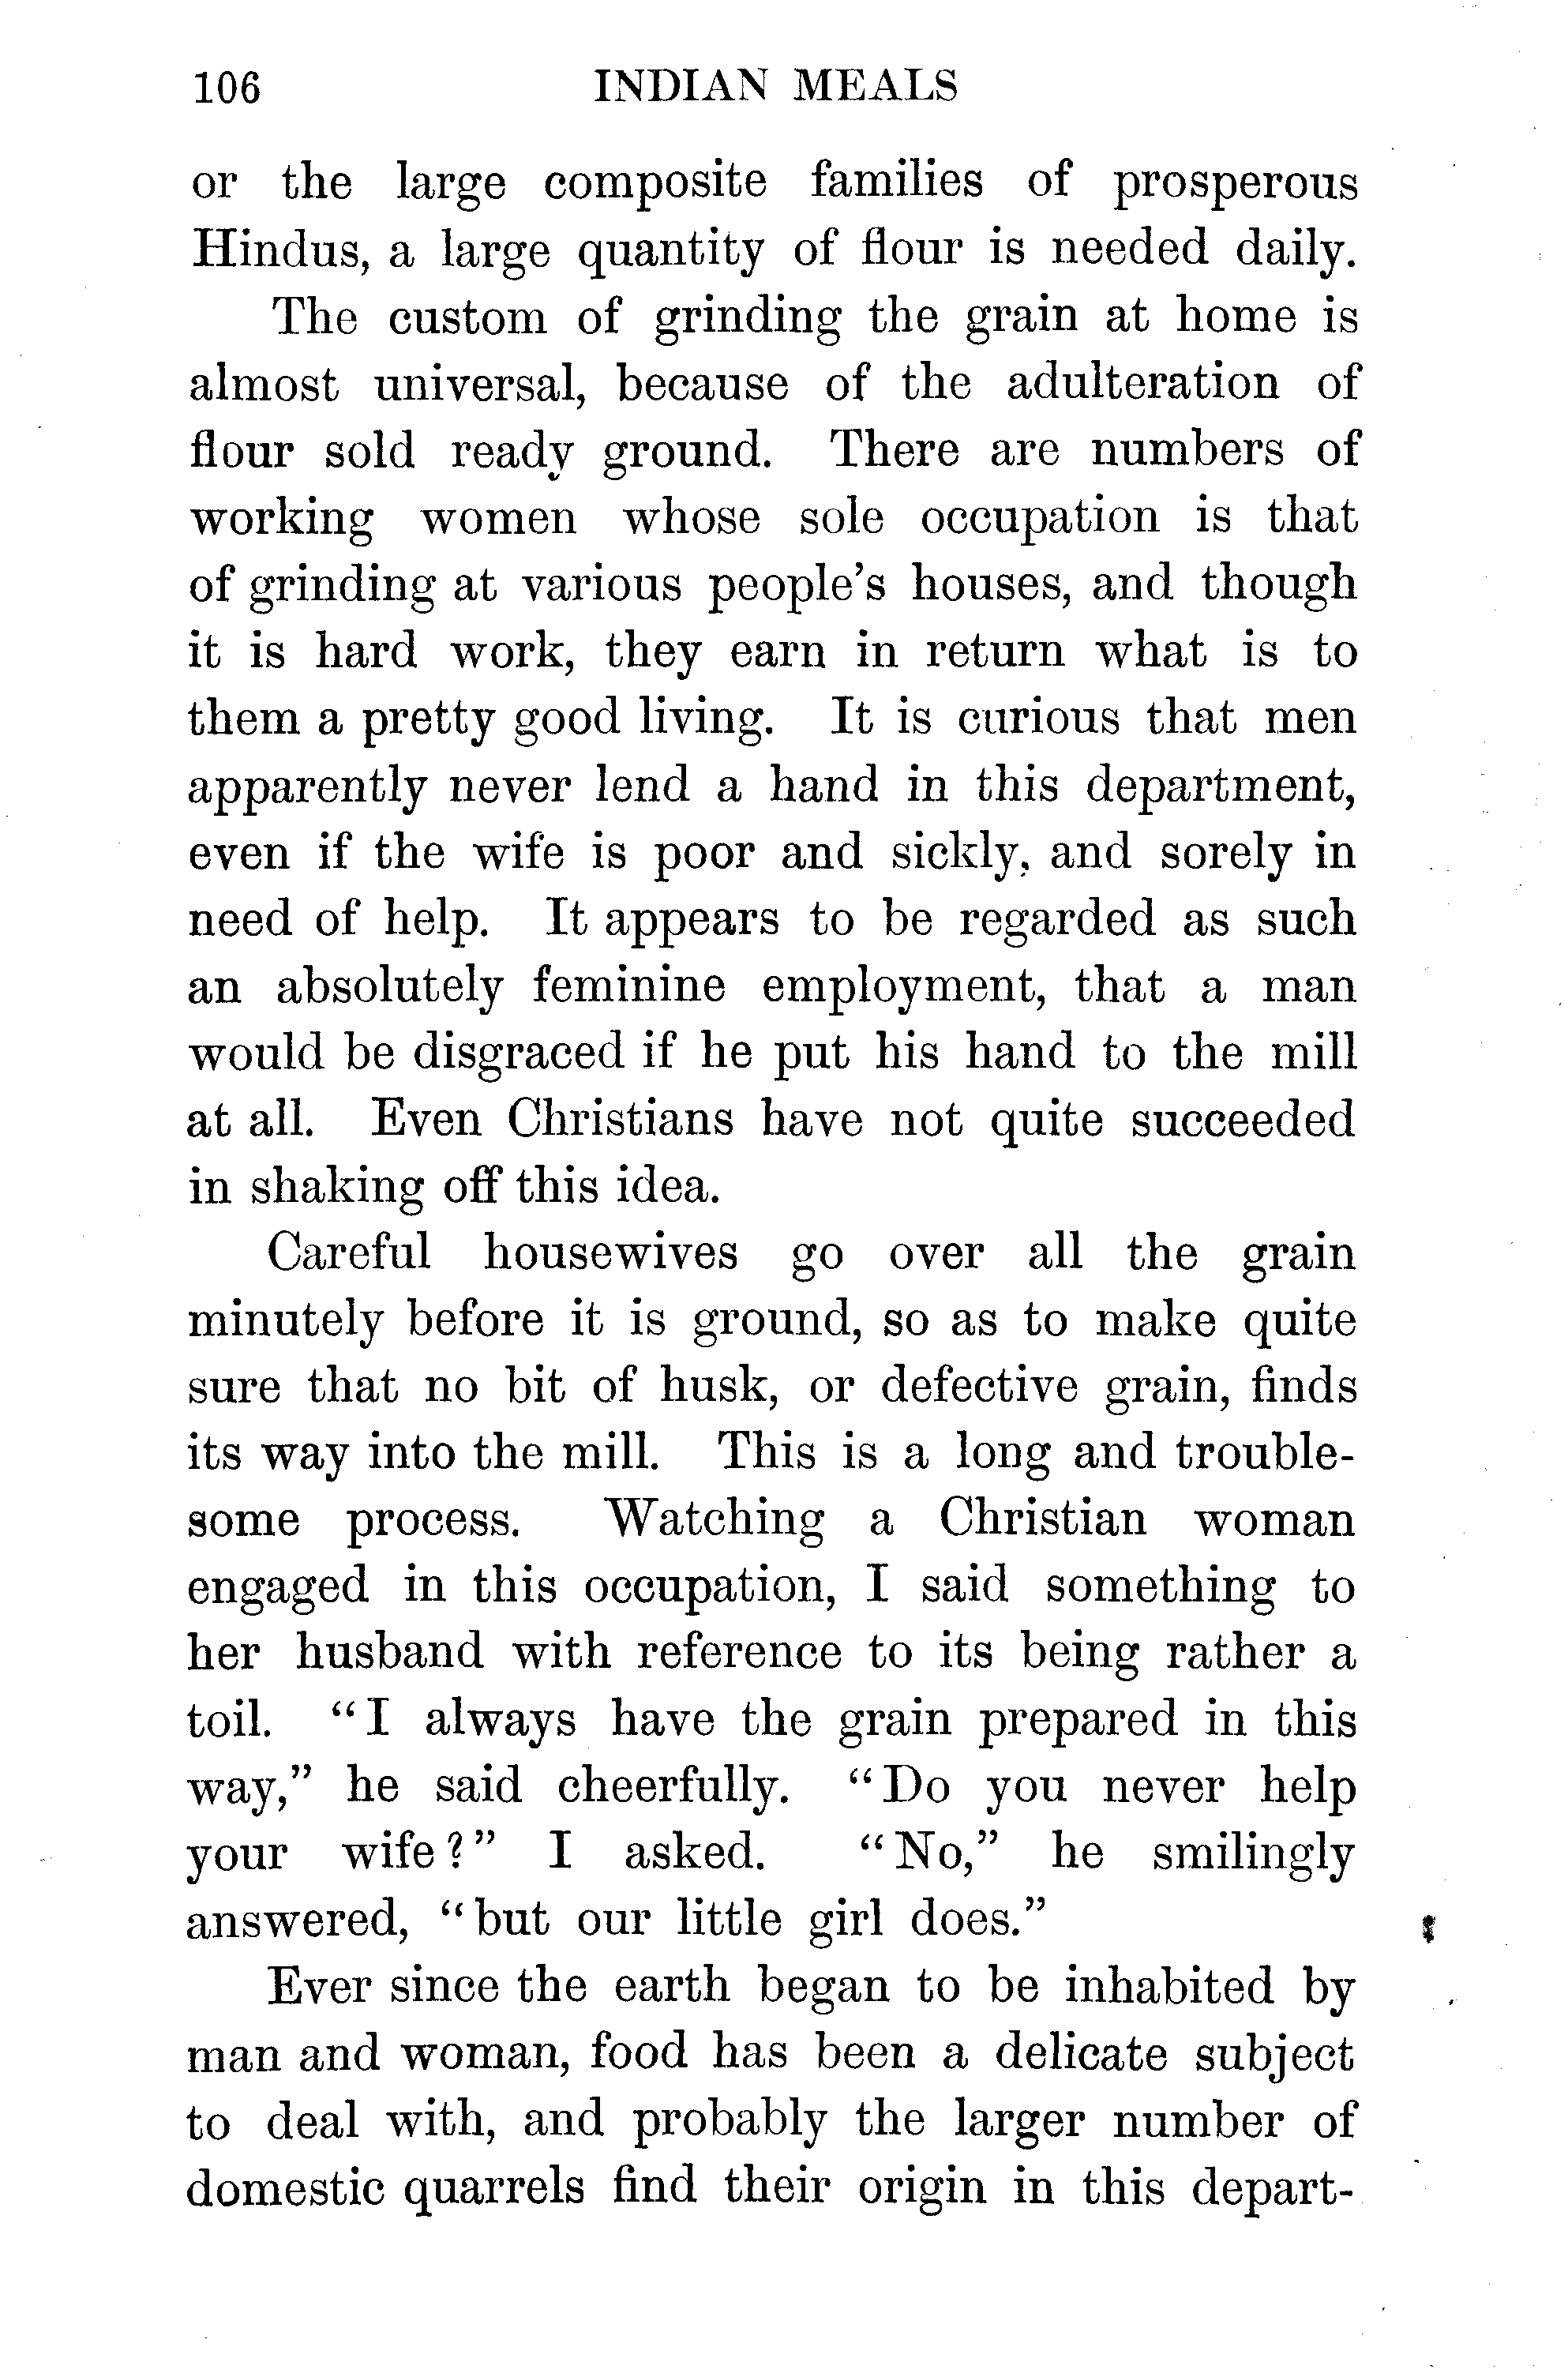 106 INDIAN MEALS
or the large composite families of prosperous
Hindus, a large quantity of flour is needed daily.
The custom of grinding the grain at home is
almost universal, because of the adulteration of
flour sold ready ground. There are numbers of
working women whose sole occupation is that
of grinding at various people's houses, and though
it is hard work, they earn in return what is to
them a pretty good living. It is curious that men
apparently never lend a hand in this department,
even if the wife is poor and sickly, and sorely in
need of help. It appears to be regarded as such
an absolutely feminine employment, that a man
would be disgraced if he put his hand to the mill
at all. Even Christians have not quite succeeded
in shaking off this idea.
Careful housewives go over all the grain
minutely before it is ground, so as to make quite
sure that no bit of husk, or defective grain, finds
its way into the mill. This is a long and trouble-
some process. Watching a Christian woman
engaged in this occupation, I said something to
her husband with reference to its being rather a
toil. "I always have the grain prepared in this
way," he said cheerfully. "Do you never help
your wife?" I asked. "No," he smilingly
answered, "but our little girl does."
Ever since the earth began to be inhabited by
man and woman, food has been a delicate subject
to deal with, and probably the larger number of
domestic quarrels find their origin in this depart-